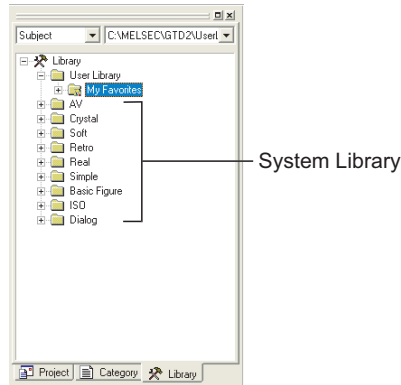 Subject C:\MELSEC\GTD2\Userl
Library
User Library
My Favorites
AV
Crystal
Soft
Retro
Real
Simple
Basic Figure
ISO
Dialog
System Library
Project Category Library